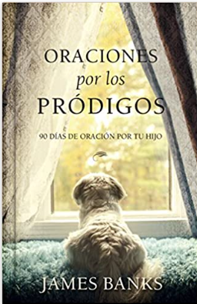 ORACIONES
por los
PRÓDIGOS
90 DÍAS DE ORACIÓN POR TU HIJO
JAMES BANKS